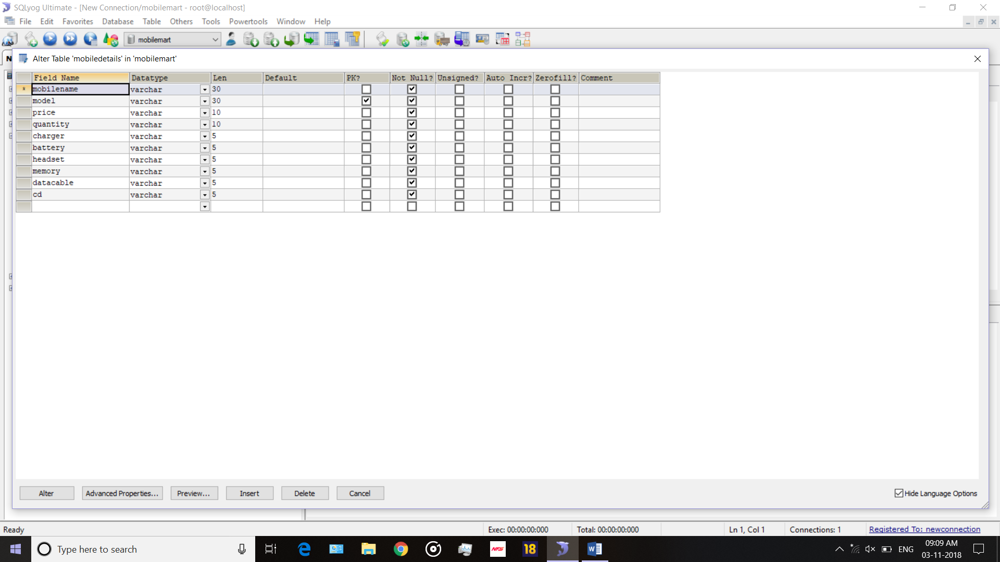 SQLyog Ultimate - [New Connection/mobilemart - root@localhost]
File Edit Favorites Database Table Others Tools Powertools Window Help
mobilemart
Alter Table 'mobiledetails' in 'mobilemart'
Field Name Datatype Len Default PK? Not Null? Unsigned? Auto Incr? Zerofill? Comment
* mobilename varchar 30
model varchar 30
price varchar 10
quantity varchar 10
charger varchar 5
battery varchar 5
headset varchar 5
memory varchar 5
datacable varchar 5
cd varchar 5
Alter Advanced Properties... Preview... Insert Delete Cancel Hide Language Options
Ready Exec: 00:00:00:000 Total: 00:00:00:000 Ln 1, Col 1 Connections: 1 Registered To: newconnection
Type here to search NFS 18 ENG 09:09 AM
03-11-2018